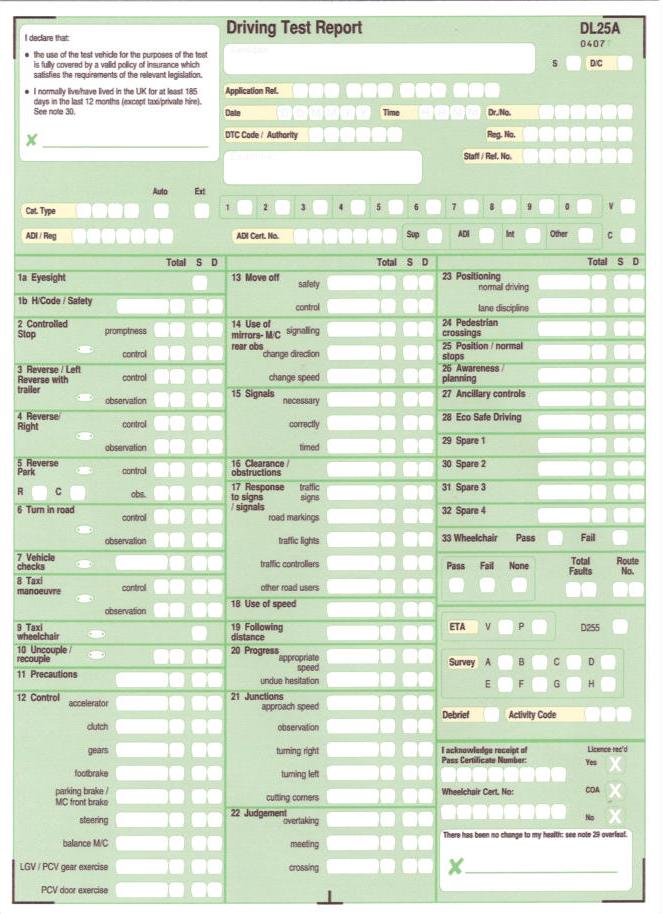 Driving Test Report
DL25A
0407
I declare that:
• the use of the test vehicle for the purposes of the test
is fully covered by a valid policy of insurance which
satisfies the requirements of the relevant legislation.
• I normally live/have lived in the UK for at least 185
days in the last 12 months (except taxi/private hire).
See note 30.
X
S D/C
Application Ref.
Date Time Dr./No.
DTC Code / Authority Reg. No.
Staff / Ref. No.
Auto Ext
Cat. Type
1 2 3 4 5 6 7 8 9 0 V
ADI / Reg
ADI Cert. No. Sup ADI Int Other C
Total S D
1a Eyesight
1b H/Code / Safety
2 Controlled
Stop
promptness
control
3 Reverse / Left
Reverse with
trailer
control
observation
4 Reverse/
Right
control
observation
5 Reverse
Park
control
R C obs.
6 Turn in road
control
observation
7 Vehicle
checks
8 Taxi
manoeuvre
control
observation
9 Taxi
wheelchair
10 Uncouple /
recouple
11 Precautions
12 Control
accelerator
clutch
gears
footbrake
parking brake /
MC front brake
steering
balance M/C
LGV / PCV gear exercise
PCV door exercise
Total S D
13 Move off
safety
control
14 Use of
mirrors- M/C
rear obs
signalling
change direction
change speed
15 Signals
necessary
correctly
timed
16 Clearance /
obstructions
17 Response
to signs
/ signals
traffic
signs
road markings
traffic lights
traffic controllers
other road users
18 Use of speed
19 Following
distance
20 Progress
appropriate
speed
undue hesitation
21 Junctions
approach speed
observation
turning right
turning left
cutting corners
22 Judgement
overtaking
meeting
crossing
Total S D
23 Positioning
normal driving
lane discipline
24 Pedestrian
crossings
25 Position / normal
stops
26 Awareness /
planning
27 Ancillary controls
28 Eco Safe Driving
29 Spare 1
30 Spare 2
31 Spare 3
32 Spare 4
33 Wheelchair Pass Fail
Pass Fail None
Total
Faults
Route
No.
ETA V P D255
Survey A B C D
E F G H
Debrief Activity Code
I acknowledge receipt of
Pass Certificate Number:
Licence rec'd
Yes X
Wheelchair Cert. No:
COA X
No X
There has been no change to my health: see note 29 overleaf.
X